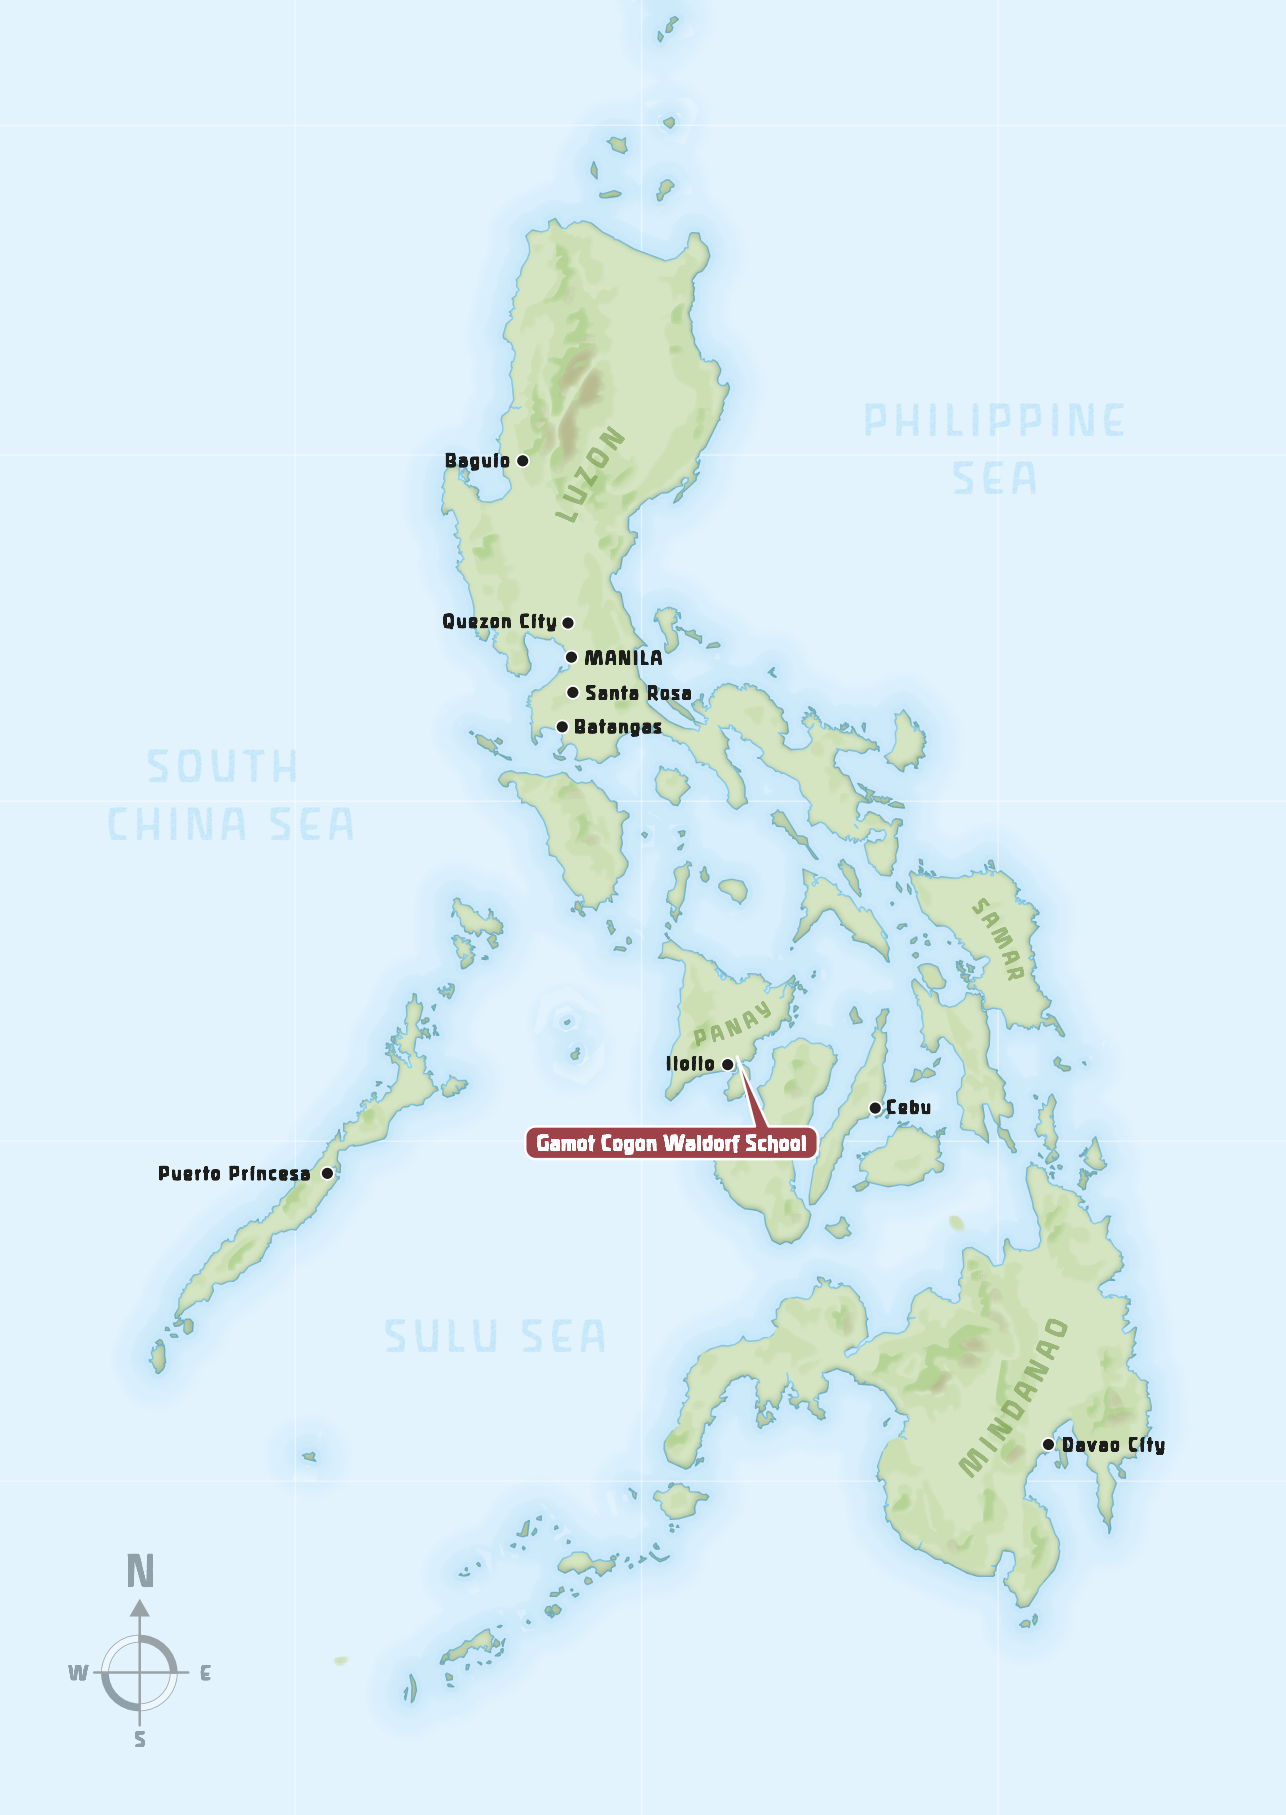 PHILIPPINE
SEA
LUZON
Baguio
Quezon City
MANILA
Santa Rosa
Batangas
SOUTH
CHINA SEA
SAMAR
PANAY
Iloilo
Cebu
Gamot Cogon Waldorf School
Puerto Princesa
SULU SEA
MINDANAO
Davao City
N
W
E
S